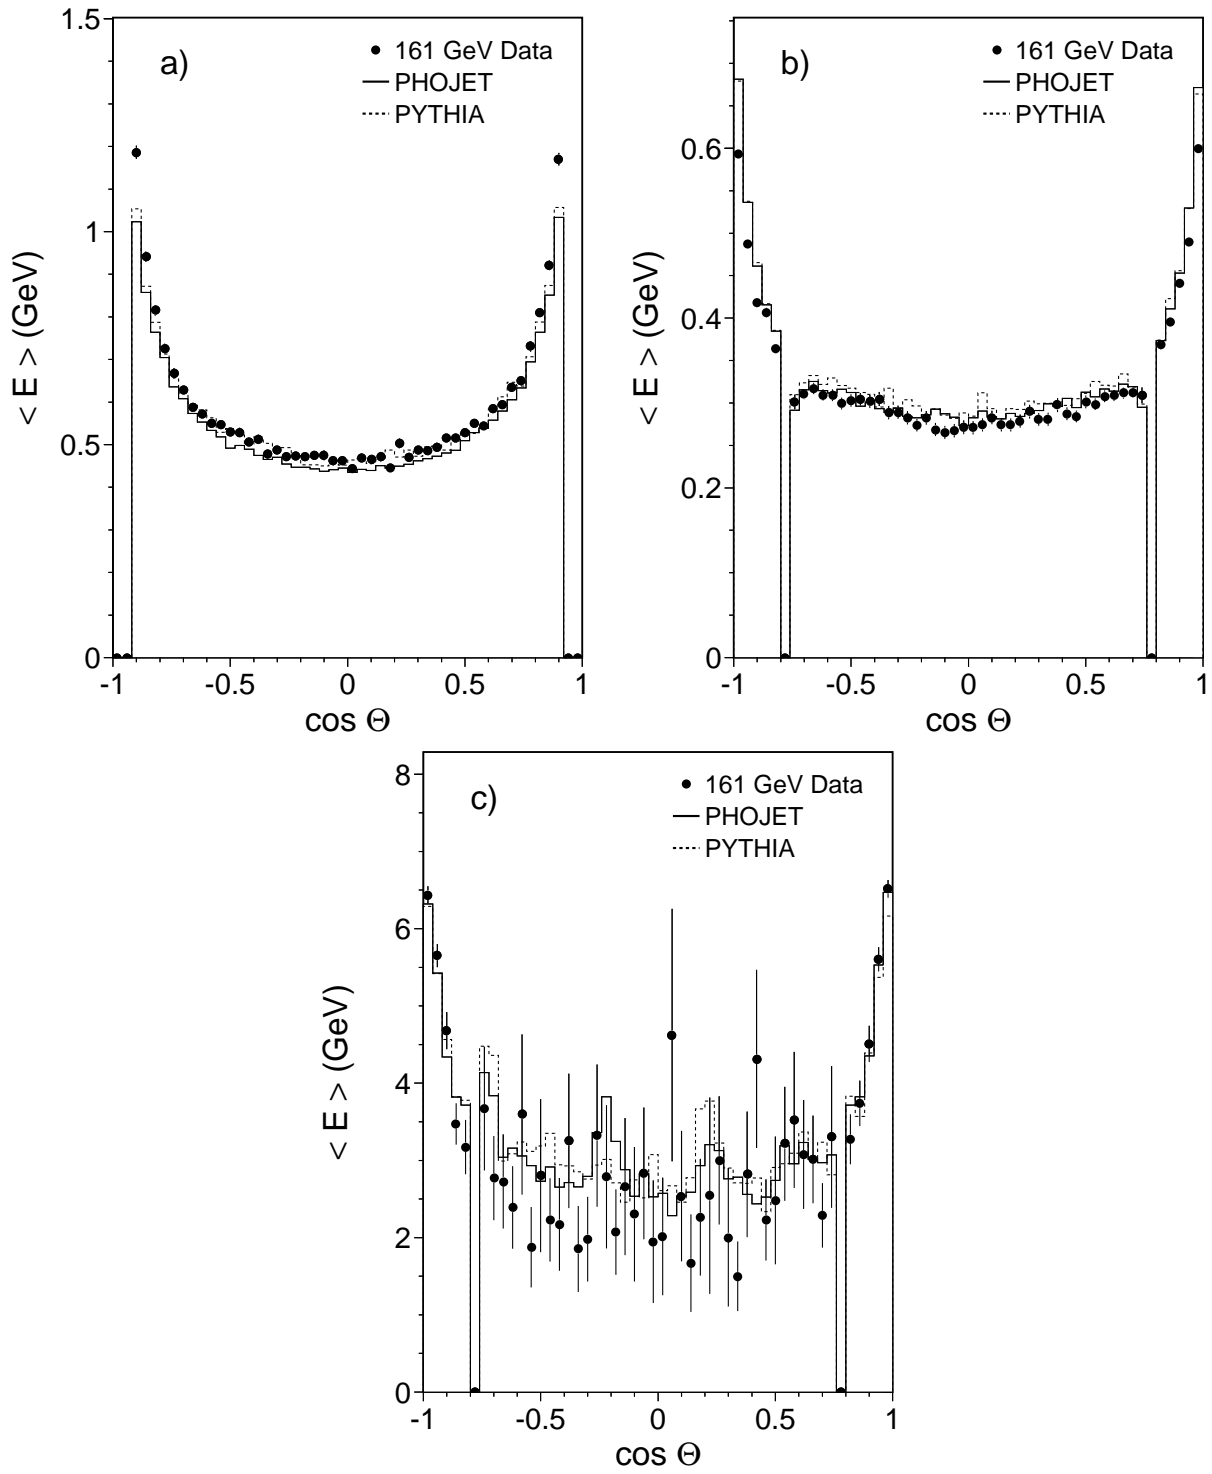 a)
161 GeV Data
PHOJET
PYTHIA
1.5
1
0.5
0
< E > (GeV)
-1 -0.5 0 0.5 1
cos Θ
b)
161 GeV Data
PHOJET
PYTHIA
0.6
0.4
0.2
0
< E > (GeV)
-1 -0.5 0 0.5 1
cos Θ
c)
161 GeV Data
PHOJET
PYTHIA
8
6
4
2
0
< E > (GeV)
-1 -0.5 0 0.5 1
cos Θ